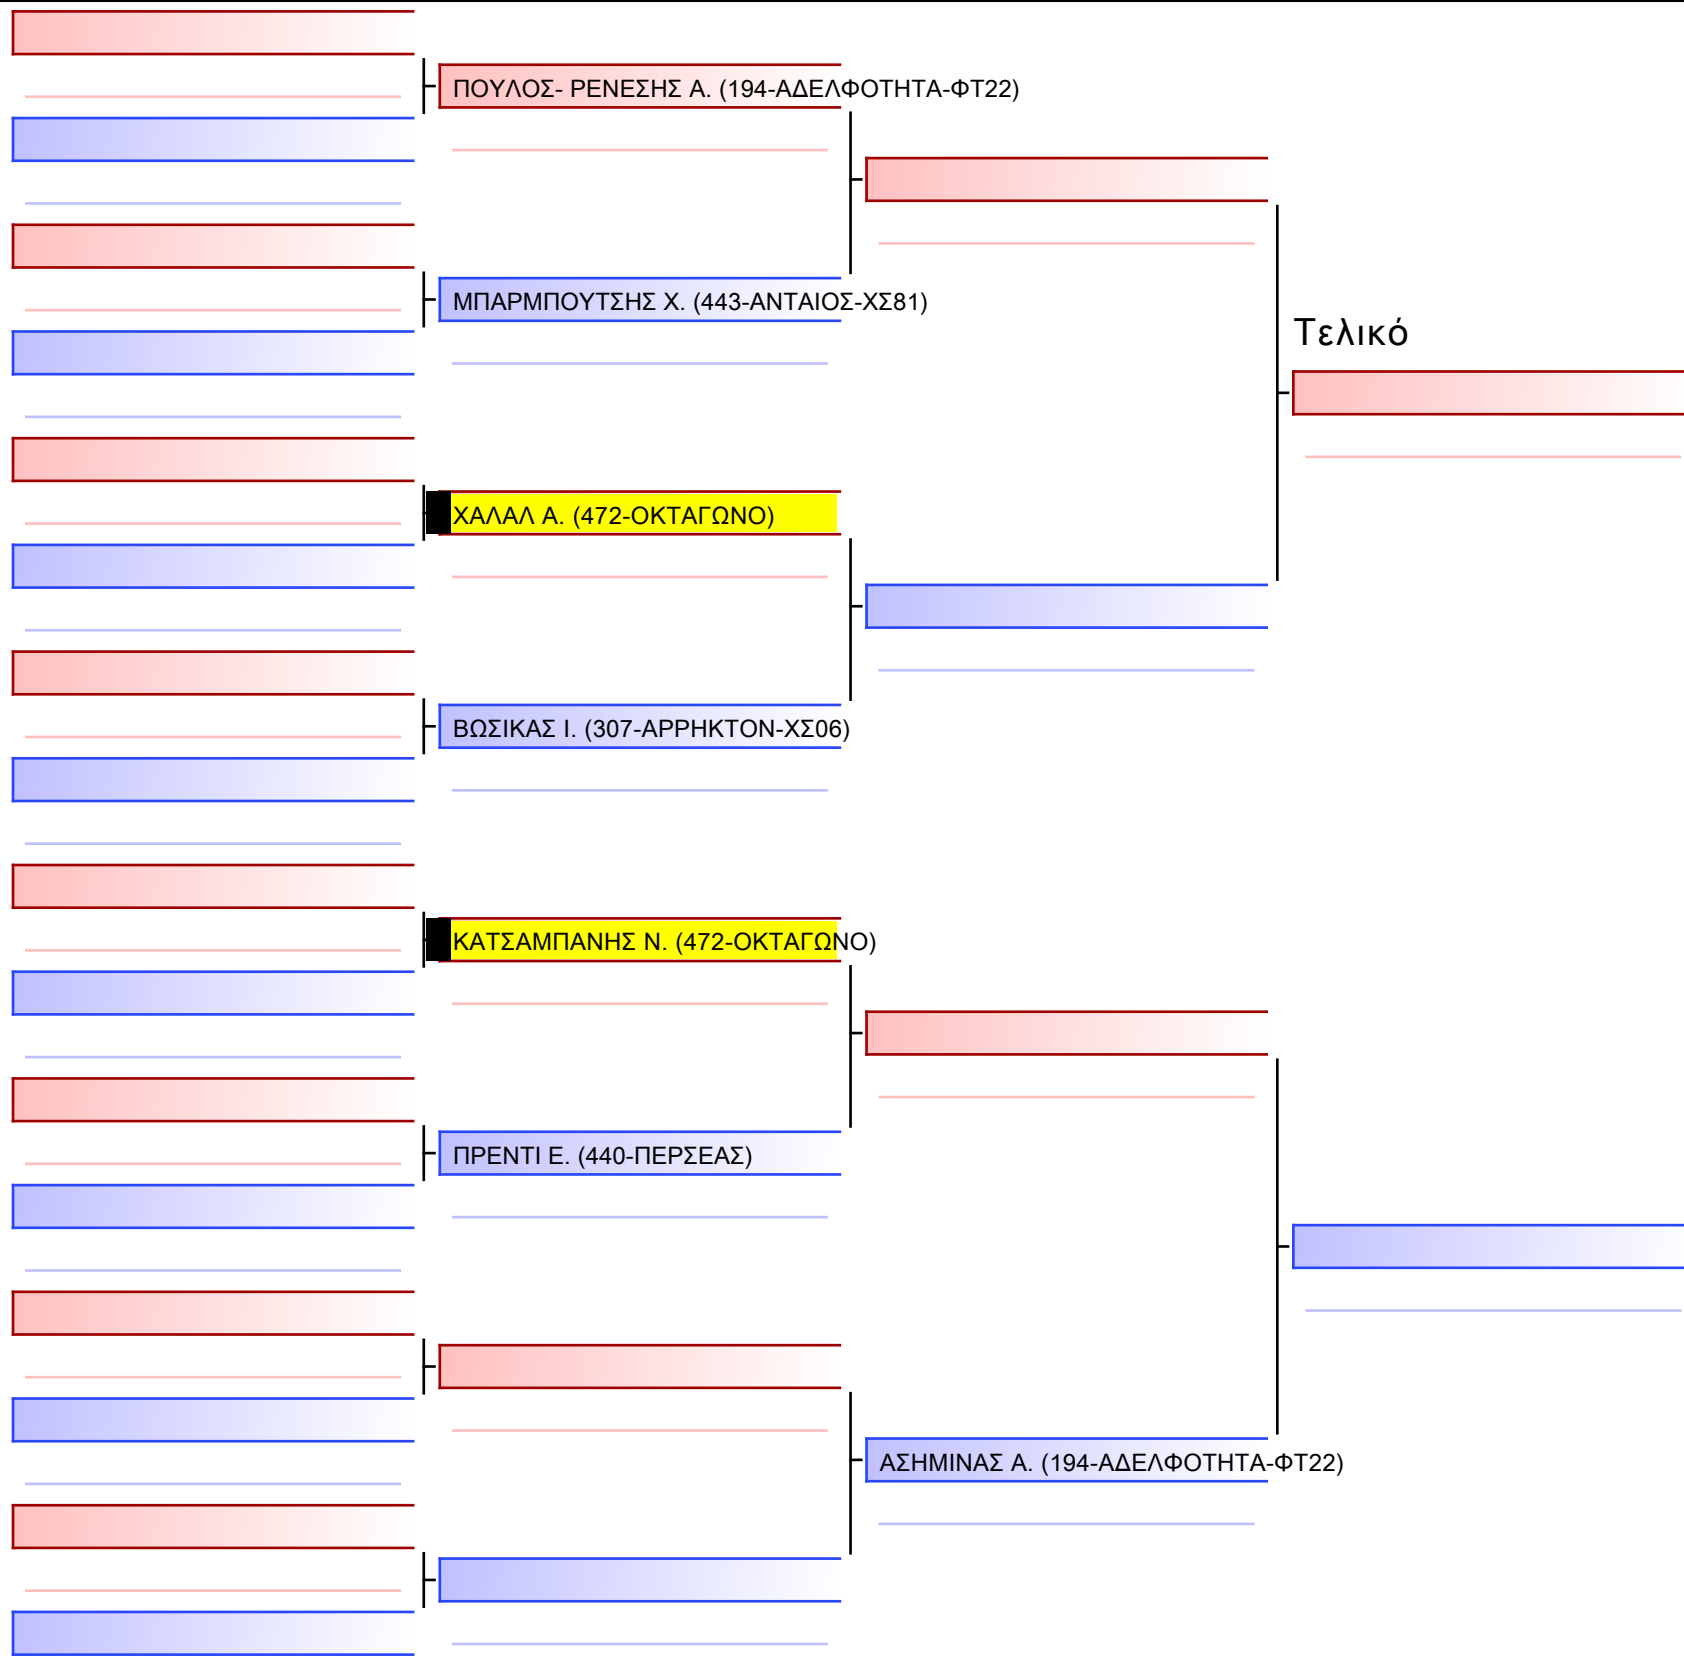 ΠΟΥΛΟΣ- ΡΕΝΕΣΗΣ Α. (194-ΑΔΕΛΦΟΤΗΤΑ-ΦΤ22)
ΜΠΑΡΜΠΟΥΤΣΗΣ Χ. (443-ΑΝΤΑΙΟΣ-ΧΣ81)
Τελικό
ΧΑΛΑΛ Α. (472-ΟΚΤΑΓΩΝΟ)
ΒΩΣΙΚΑΣ Ι. (307-ΑΡΡΗΚΤΟΝ-ΧΣ06)
ΚΑΤΣΑΜΠΑΝΗΣ Ν. (472-ΟΚΤΑΓΩΝΟ)
ΠΡΕΝΤΙ Ε. (440-ΠΕΡΣΕΑΣ)
ΑΣΗΜΙΝΑΣ Α. (194-ΑΔΕΛΦΟΤΗΤΑ-ΦΤ22)